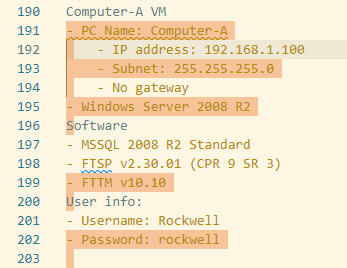 190 Computer-A VM
191 - PC Name: Computer-A
192 - IP address: 192.168.1.100
193 - Subnet: 255.255.255.0
194 - No gateway
195 - Windows Server 2008 R2
196 Software
197 - MSSQL 2008 R2 Standard
198 - FTSP v2.30.01 (CPR 9 SR 3)
199 - FTTM v10.10
200 User info:
201 - Username: Rockwell
202 - Password: rockwell
203